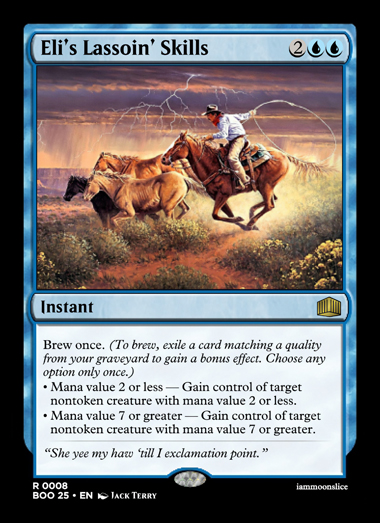 Eli's Lassoin' Skills 2
Instant
Brew once. (To brew, exile a card matching a quality
from your graveyard to gain a bonus effect. Choose any
option only once.)
• Mana value 2 or less — Gain control of target
nontoken creature with mana value 2 or less.
• Mana value 7 or greater — Gain control of target
nontoken creature with mana value 7 or greater.
“She yee my haw ‘till I exclamation point.”
R 0008
BOO 25 • EN Jack Terry
iammoonslice